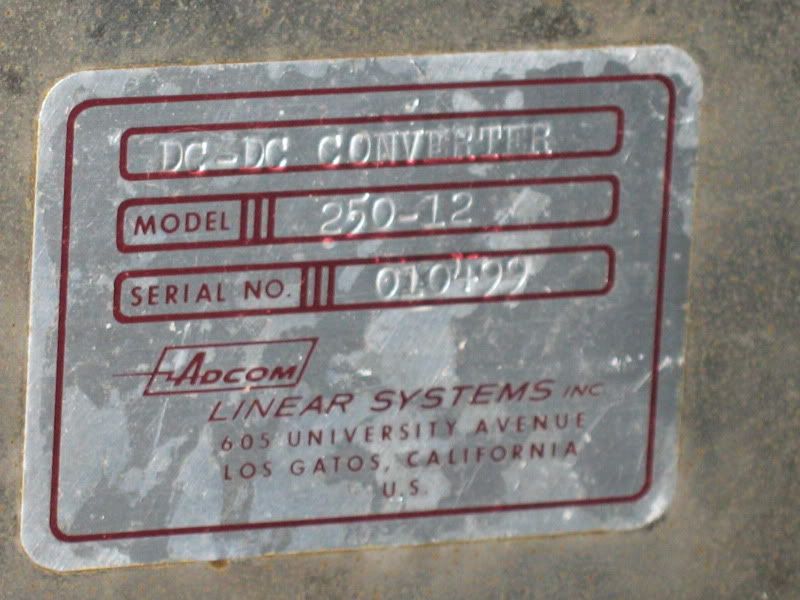 DC-DC CONVERTER
MODEL 250-12
SERIAL NO. 010499
ADCOM
LINEAR SYSTEMS INC.
605 UNIVERSITY AVENUE
LOS GATOS, CALIFORNIA
U.S.